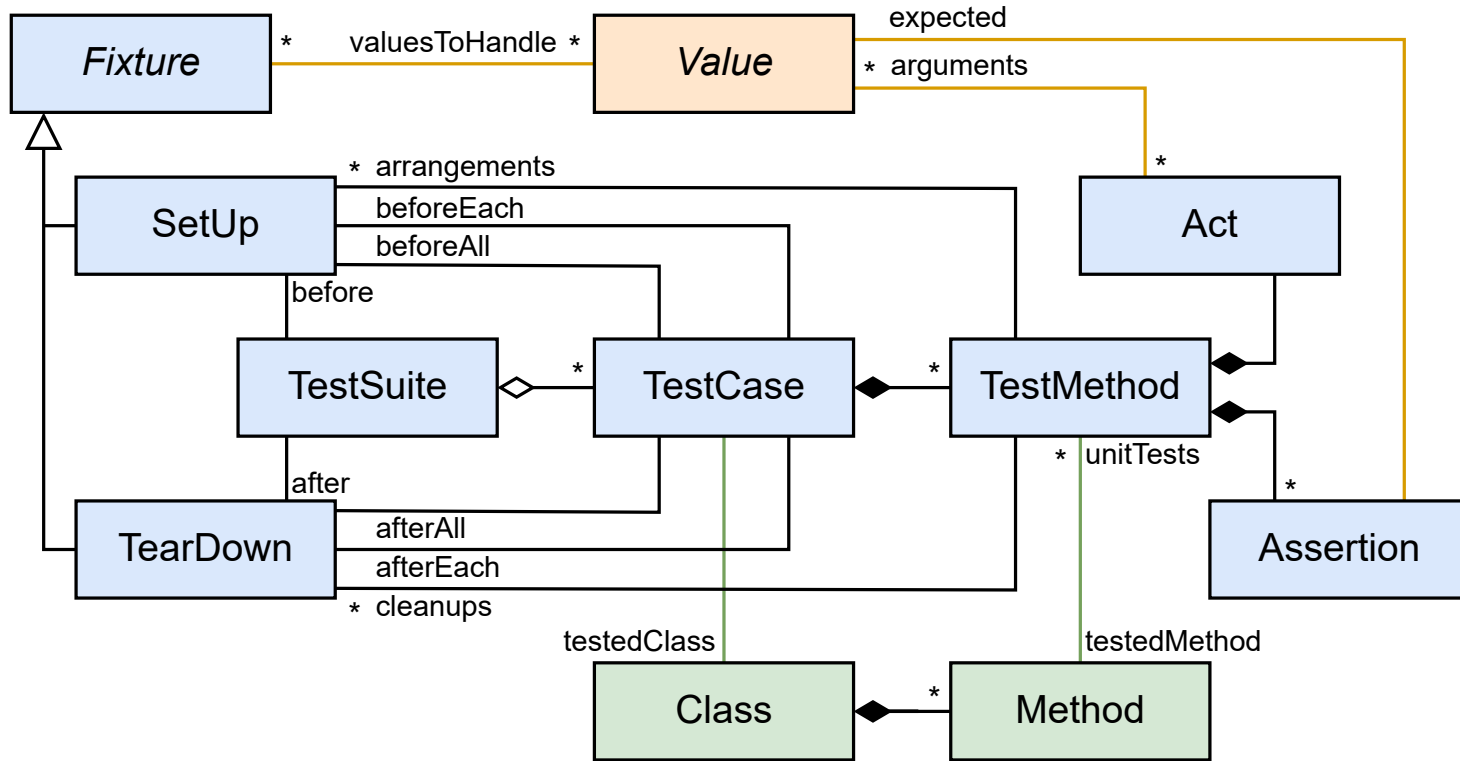 expected
Fixture
* valuesToHandle *
Value
* arguments
* arrangements
*
SetUp
beforeEach
beforeAll
before
Act
TestSuite
*
TestCase
*
TestMethod
after
* unitTests
*
TearDown
afterAll
afterEach
* cleanups
Assertion
testedClass
testedMethod
Class
*
Method